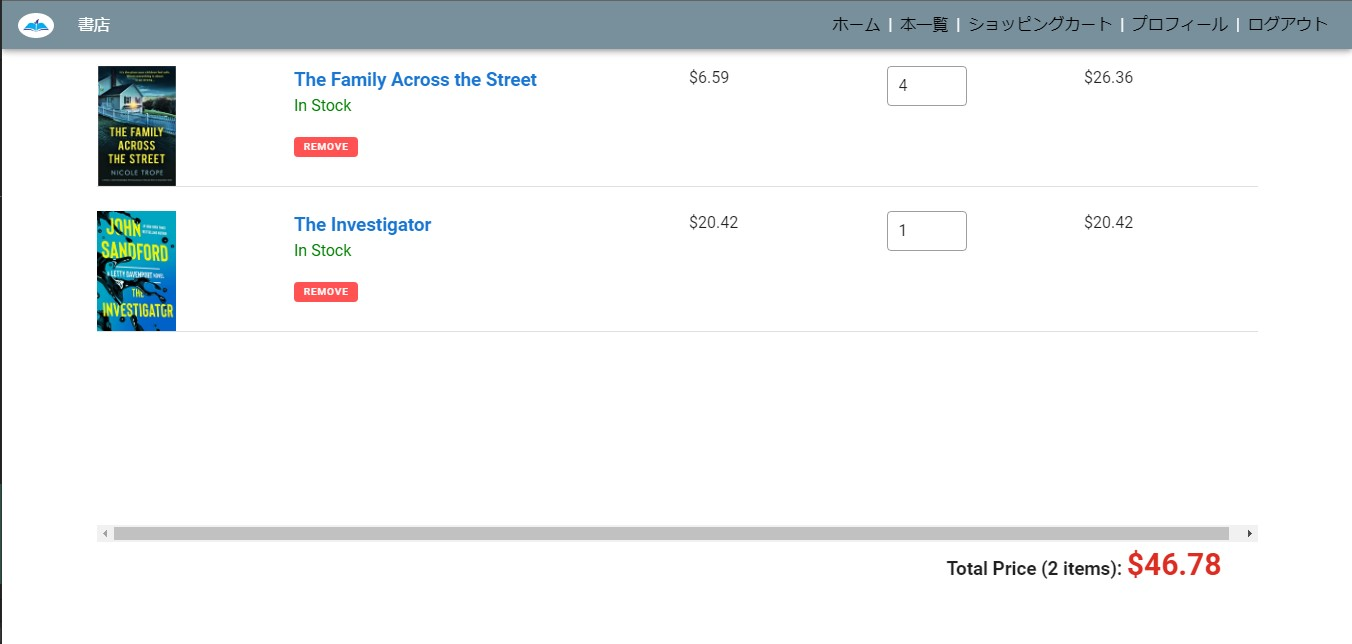 書店
ホーム | 本一覧 | ショッピングカート | プロフィール | ログアウト
THE FAMILY
ACROSS
THE STREET
NICOLE TROPE
The Family Across the Street
In Stock
REMOVE
$6.59
4
$26.36
JOHN
SANDFORD
A LETTY DAVENPORT NOVEL
THE
INVESTIGATOR
The Investigator
In Stock
REMOVE
$20.42
1
$20.42
Total Price (2 items): $46.78